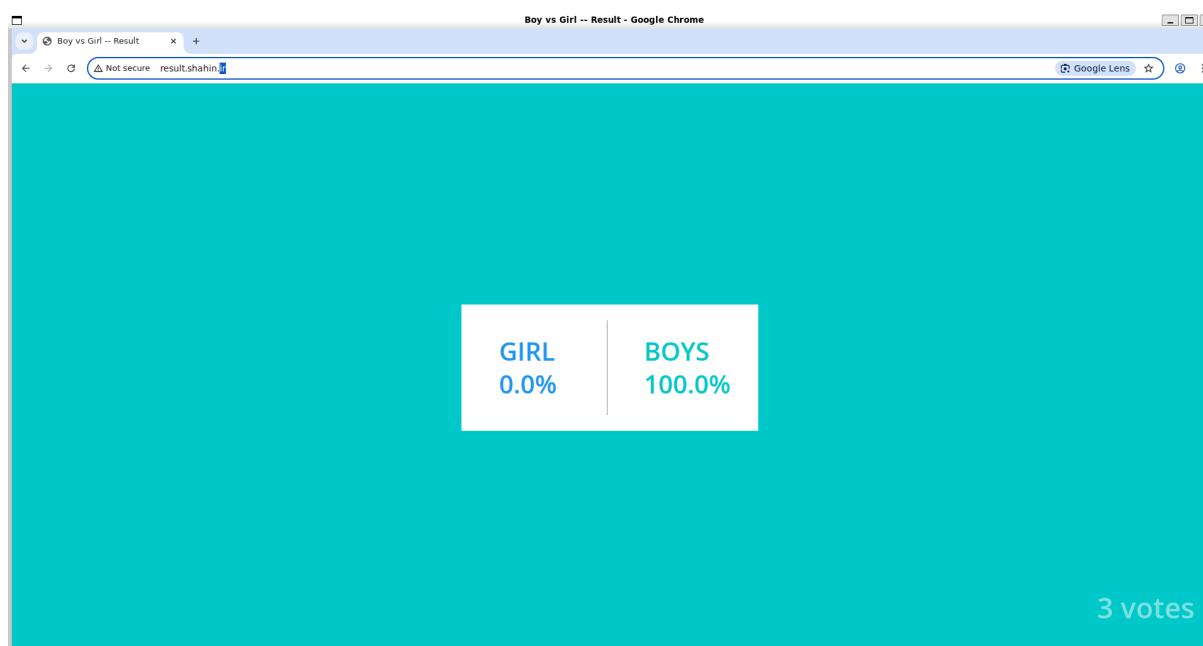 Boy vs Girl -- Result - Google Chrome
Boy vs Girl -- Result
Not secure result.shahin.ir Google Lens
GIRL
0.0%
BOYS
100.0%
3 votes